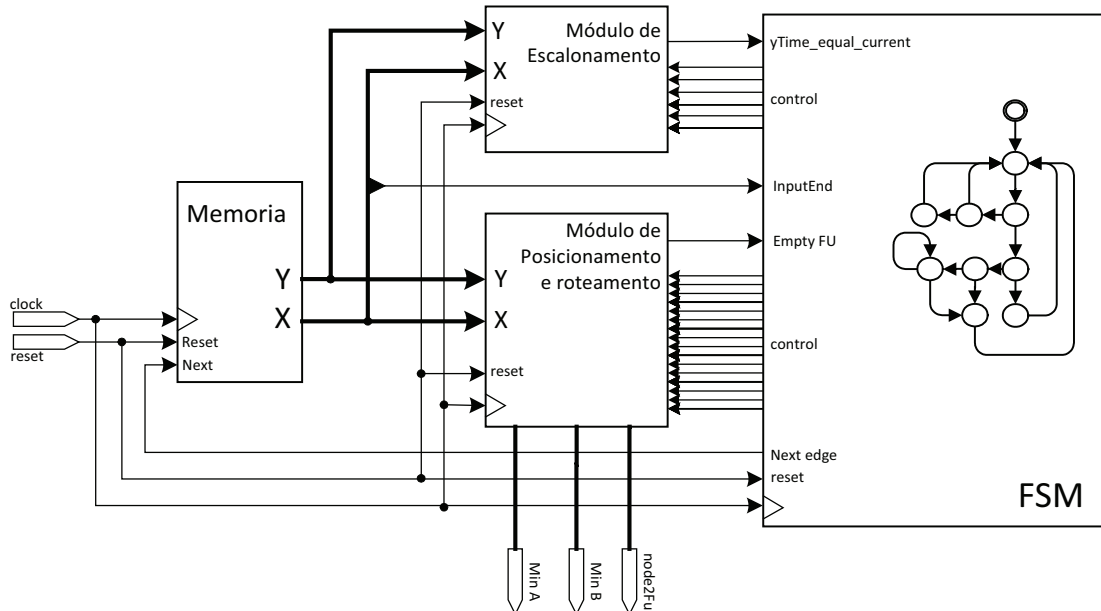 Y
X
reset
Módulo de
Escalonamento
yTime_equal_current
control
InputEnd
Memoria
Y
X
Reset
Next
clock
reset
Y
X
reset
Módulo de
Posicionamento
e roteamento
Empty FU
control
Next edge
reset
FSM
Min A
Min B
node2Fu